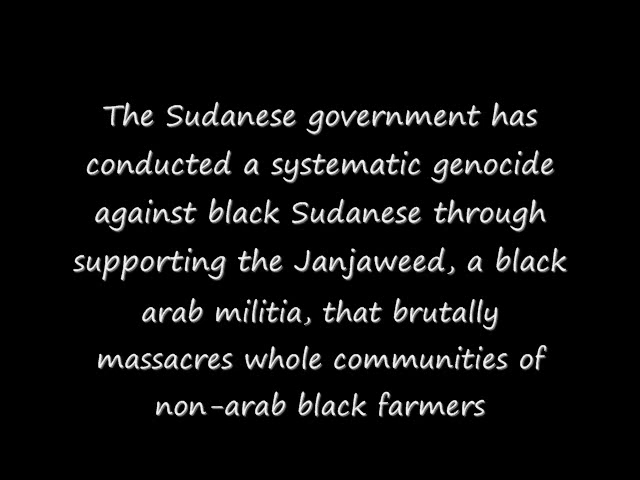 The Sudanese government has
conducted a systematic genocide
against black Sudanese through
supporting the Janjaweed, a black
arab militia, that brutally
massacres whole communities of
non-arab black farmers